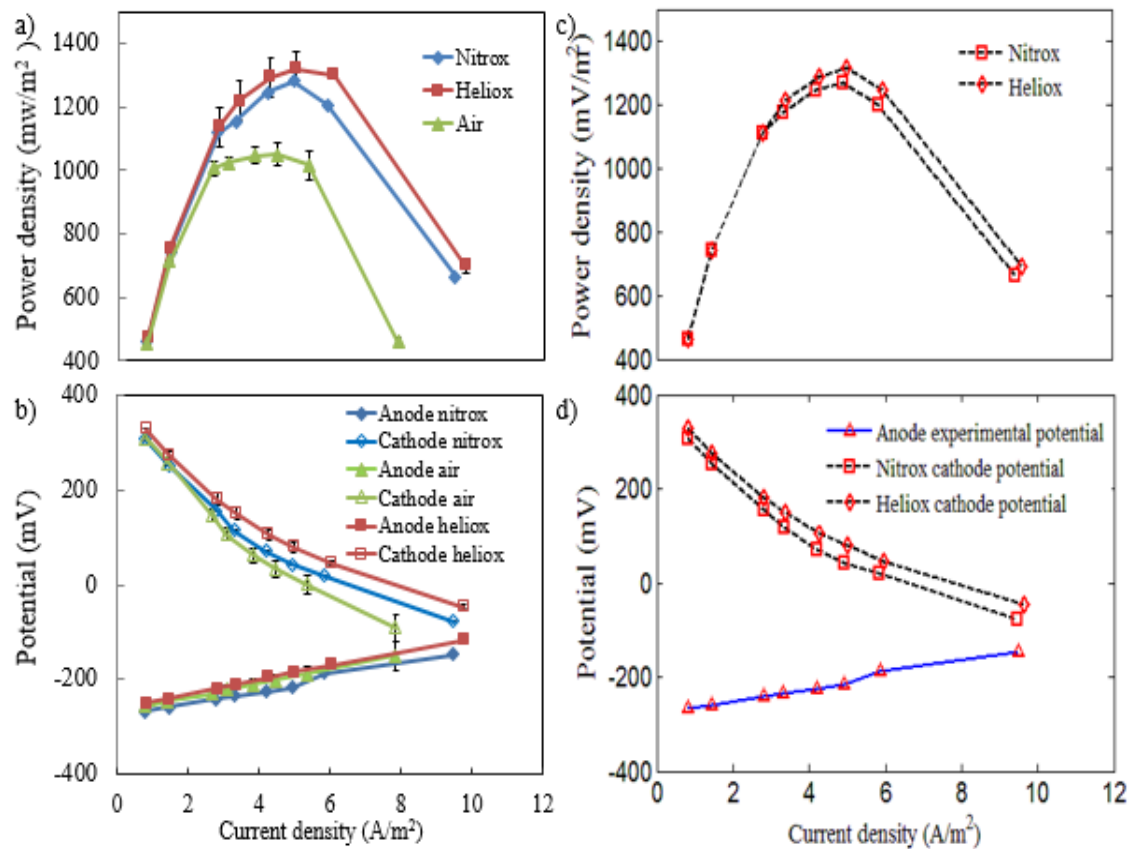 a)
1400
1200
1000
800
600
400
Power density (mw/m²)
Nitrox
Heliox
Air
c)
1400
1200
1000
800
600
400
Power density (mV/m²)
Nitrox
Heliox
b)
400
200
0
-200
-400
Potential (mV)
Anode nitrox
Cathode nitrox
Anode air
Cathode air
Anode heliox
Cathode heliox
0 2 4 6 8 10 12
Current density (A/m²)
d)
400
200
0
-200
-400
Potential (mV)
Anode experimental potential
Nitrox cathode potential
Heliox cathode potential
0 2 4 6 8 10 12
Current density (A/m²)